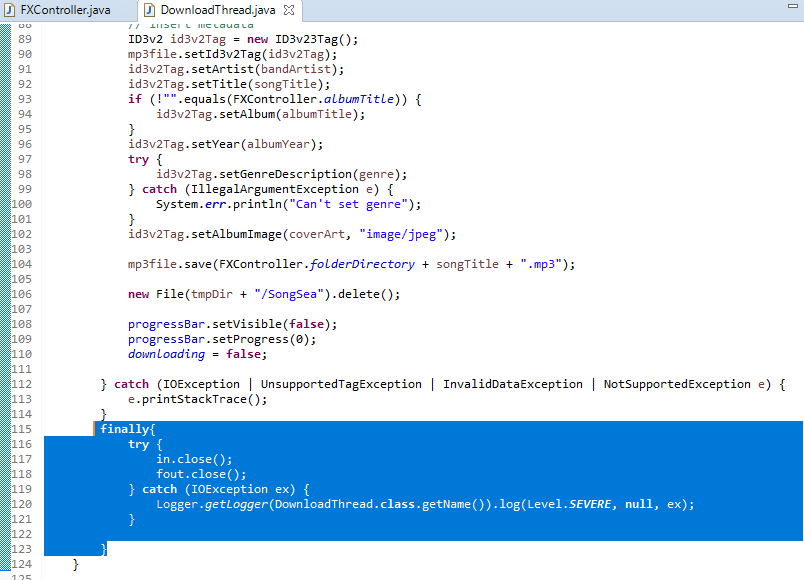 FXController.java DownloadThread.java
88 // insert metadata
89 ID3v2 id3v2Tag = new ID3v23Tag();
90 mp3file.setId3v2Tag(id3v2Tag);
91 id3v2Tag.setArtist(bandArtist);
92 id3v2Tag.setTitle(songTitle);
93 if (!"".equals(FXController.albumTitle)) {
94 id3v2Tag.setAlbum(albumTitle);
95 }
96 id3v2Tag.setYear(albumYear);
97 try {
98 id3v2Tag.setGenreDescription(genre);
99 } catch (IllegalArgumentException e) {
100 System.err.println("Can't set genre");
101 }
102 id3v2Tag.setAlbumImage(coverArt, "image/jpeg");
103
104 mp3file.save(FXController.folderDirectory + songTitle + ".mp3");
105
106 new File(tmpDir + "/SongSea").delete();
107
108 progressBar.setVisible(false);
109 progressBar.setProgress(0);
110 downloading = false;
111
112 } catch (IOException | UnsupportedTagException | InvalidDataException | NotSupportedException e) {
113 e.printStackTrace();
114 }
115 finally{
116 try {
117 in.close();
118 fout.close();
119 } catch (IOException ex) {
120 Logger.getLogger(DownloadThread.class.getName()).log(Level.SEVERE, null, ex);
121 }
122
123 }
124 }
125